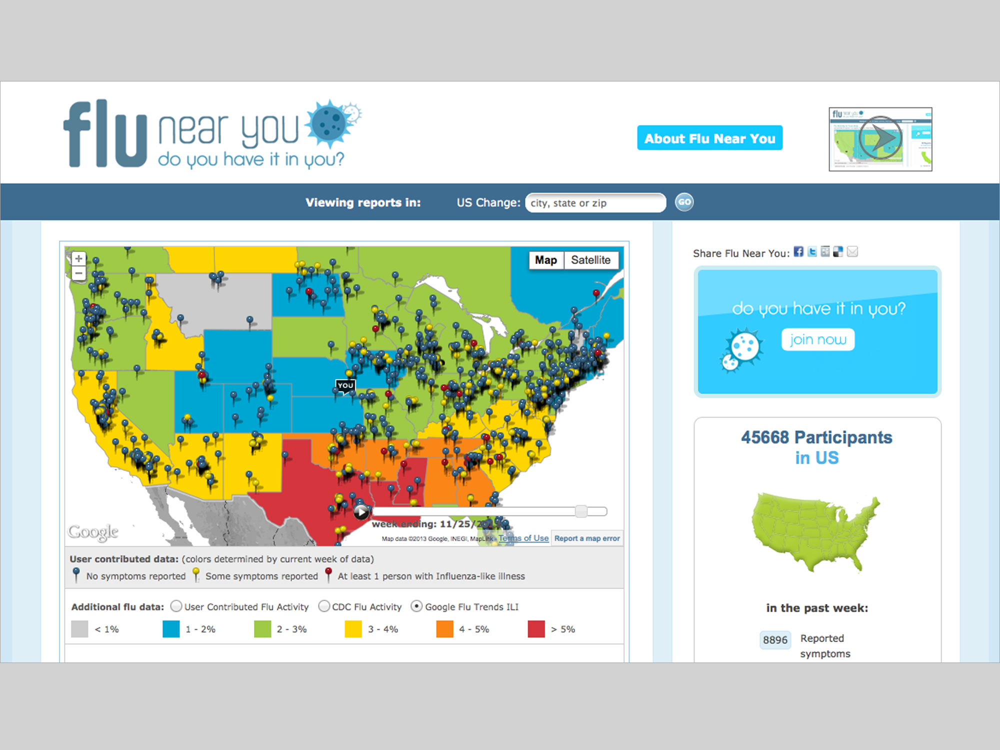 flu near you
do you have it in you?
About Flu Near You
flu near you
Viewing reports in: US Change: city, state or zip GO
+
−
Map Satellite
YOU
Google
week ending: 11/25/
Map data ©2013 Google, INEGI, MapLink Terms of Use Report a map error
User contributed data: (colors determined by current week of data)
No symptoms reported Some symptoms reported At least 1 person with Influenza-like illness
Additional flu data: User Contributed Flu Activity CDC Flu Activity Google Flu Trends ILI
< 1% 1 - 2% 2 - 3% 3 - 4% 4 - 5% > 5%
Share Flu Near You:
do you have it in you?
join now
45668 Participants
in US
in the past week:
8896 Reported
symptoms